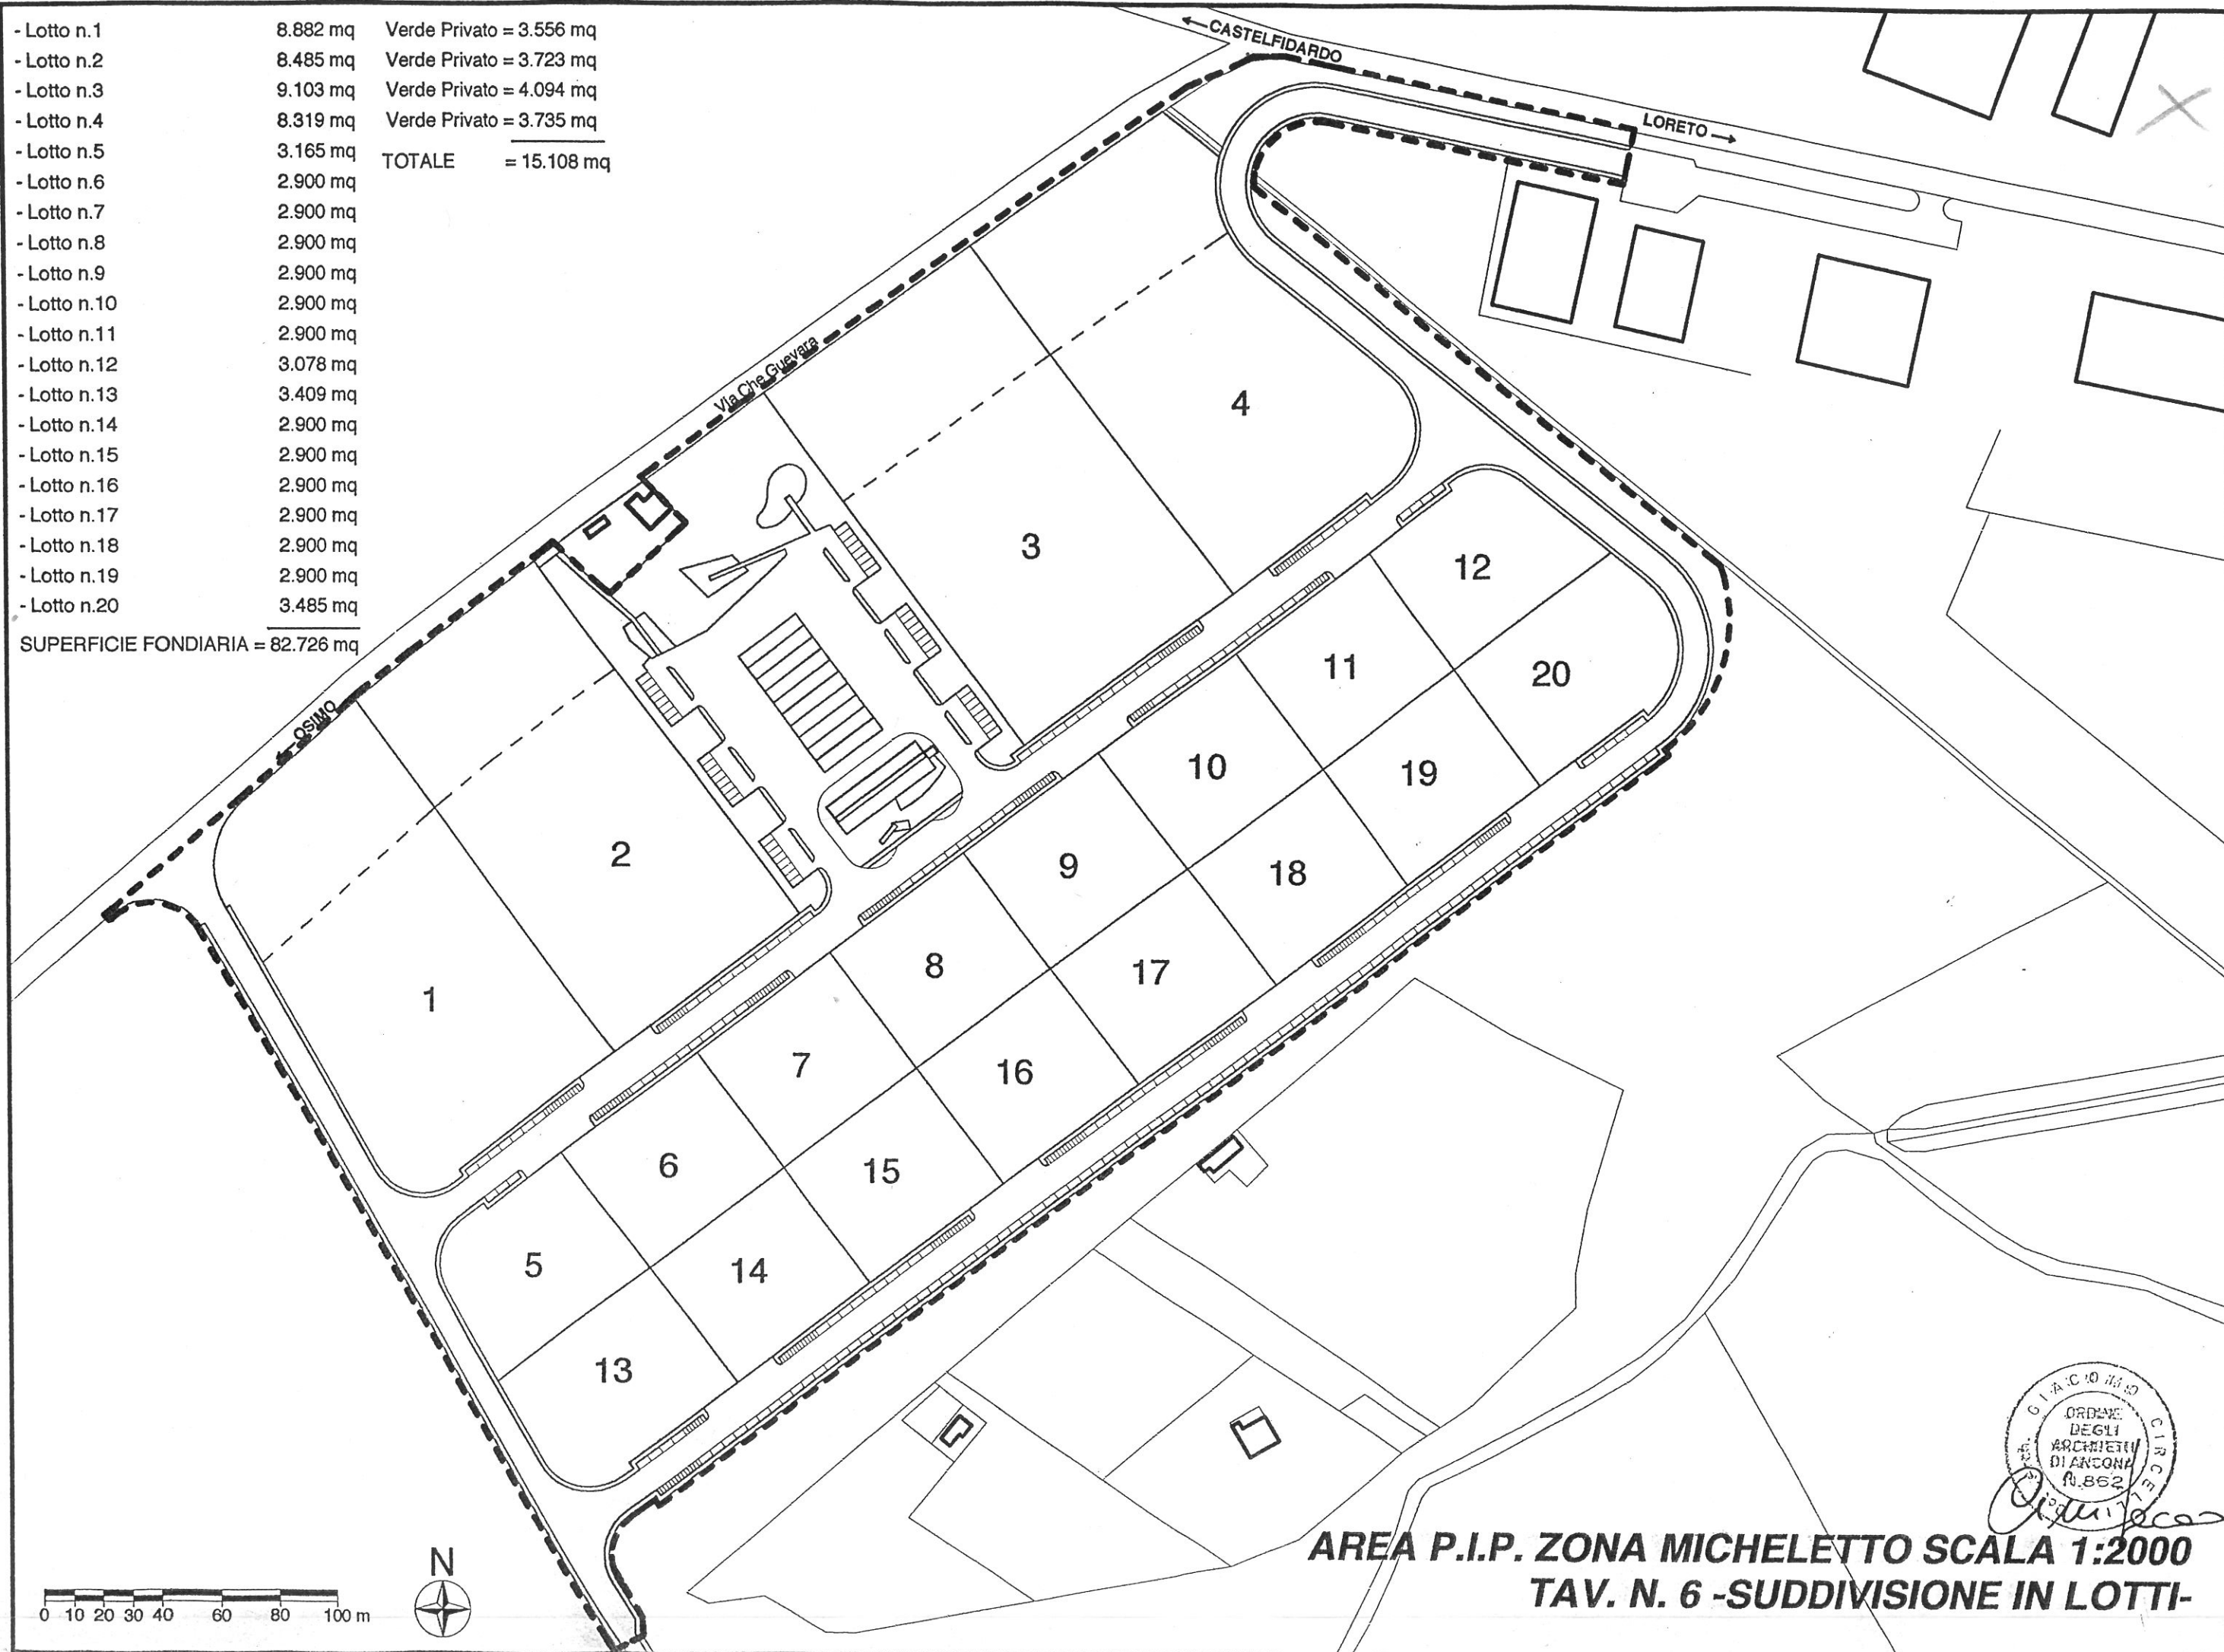 - Lotto n.1 8.882 mq Verde Privato = 3.556 mq
- Lotto n.2 8.485 mq Verde Privato = 3.723 mq
- Lotto n.3 9.103 mq Verde Privato = 4.094 mq
- Lotto n.4 8.319 mq Verde Privato = 3.735 mq
- Lotto n.5 3.165 mq TOTALE = 15.108 mq
- Lotto n.6 2.900 mq
- Lotto n.7 2.900 mq
- Lotto n.8 2.900 mq
- Lotto n.9 2.900 mq
- Lotto n.10 2.900 mq
- Lotto n.11 2.900 mq
- Lotto n.12 3.078 mq
- Lotto n.13 3.409 mq
- Lotto n.14 2.900 mq
- Lotto n.15 2.900 mq
- Lotto n.16 2.900 mq
- Lotto n.17 2.900 mq
- Lotto n.18 2.900 mq
- Lotto n.19 2.900 mq
- Lotto n.20 3.485 mq
SUPERFICIE FONDIARIA = 82.726 mq
←CASTELFIDARDO
LORETO→
Via Che Guevara
←OSIMO
4
3
12
11
20
10
19
2
9
18
8
17
1
7
16
6
15
5
14
13
GIACOMO CIRCELLI
ORDINE
DEGLI
ARCHITETTI
DI ANCONA
N.862
AREA P.I.P. ZONA MICHELETTO SCALA 1:2000
TAV. N. 6 -SUDDIVISIONE IN LOTTI-
N
0 10 20 30 40 60 80 100 m